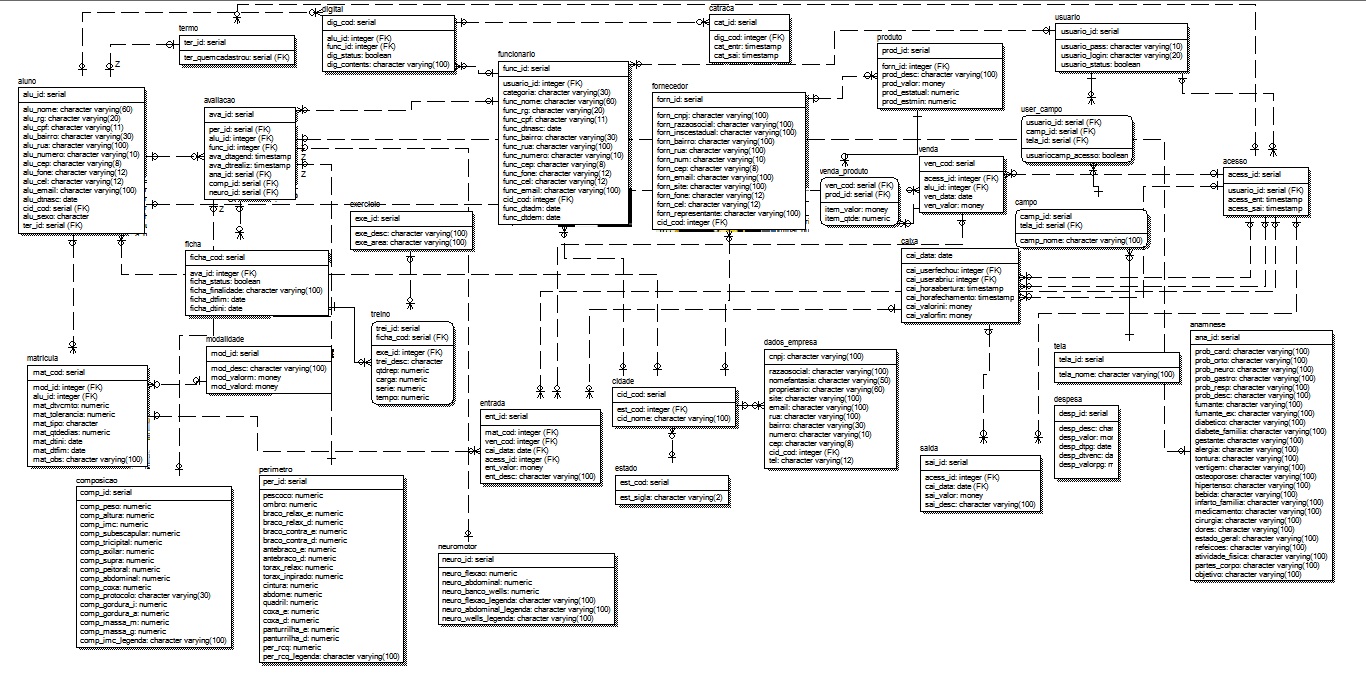 digital
dig_cod: serial
alu_id: integer (FK)
func_id: integer (FK)
dig_status: boolean
dig_contents: character varying(100)
catraca
cat_id: serial
dig_cod: integer (FK)
cat_entr: timestamp
cat_sai: timestamp
usuario
usuario_id: serial
usuario_pass: character varying(10)
usuario_login: character varying(20)
usuario_status: boolean
termo
ter_id: serial
ter_quemcadastrou: serial (FK)
produto
prod_id: serial
forn_id: integer (FK)
prod_desc: character varying(100)
prod_valor: money
prod_estatual: numeric
prod_estmin: numeric
funcionario
func_id: serial
usuario_id: integer (FK)
categoria: character varying(30)
func_nome: character varying(60)
func_rg: character varying(20)
func_cpf: character varying(11)
func_dtnasc: date
func_bairro: character varying(30)
func_rua: character varying(100)
func_numero: character varying(10)
func_cep: character varying(8)
func_fone: character varying(12)
func_cel: character varying(12)
func_email: character varying(100)
cid_cod: integer (FK)
func_dtadm: date
func_dtdem: date
aluno
alu_id: serial
alu_nome: character varying(60)
alu_rg: character varying(20)
alu_cpf: character varying(11)
alu_bairro: character varying(30)
alu_rua: character varying(100)
alu_numero: character varying(10)
alu_cep: character varying(8)
alu_fone: character varying(12)
alu_cel: character varying(12)
alu_email: character varying(100)
alu_dtnasc: date
cid_cod: serial (FK)
alu_sexo: character
ter_id: serial (FK)
avaliacao
ava_id: serial
per_id: serial (FK)
alu_id: serial (FK)
func_id: serial (FK)
ava_dtagend: timestamp
ava_dtrealiz: timestamp
ana_id: serial (FK)
comp_id: serial (FK)
neuro_id: serial (FK)
Z
Z
Z
Z
Z
fornecedor
forn_id: serial
forn_cnpj: character varying(100)
forn_razaosocial: character varying(100)
forn_inscestadual: character varying(100)
forn_bairro: character varying(100)
forn_rua: character varying(100)
forn_num: character varying(10)
forn_cep: character varying(8)
forn_email: character varying(100)
forn_site: character varying(100)
forn_fone: character varying(12)
forn_cel: character varying(12)
forn_representante: character varying(100)
cid_cod: integer (FK)
user_campo
usuario_id: serial (FK)
camp_id: serial (FK)
tela_id: serial (FK)
usuariocamp_acesso: boolean
venda
ven_cod: serial
acess_id: integer (FK)
alu_id: integer (FK)
ven_data: date
ven_valor: money
venda_produto
ven_cod: serial (FK)
prod_id: serial (FK)
item_valor: money
item_qtde: numeric
acesso
acess_id: serial
usuario_id: serial (FK)
acess_ent: timestamp
acess_sai: timestamp
campo
camp_id: serial
tela_id: serial (FK)
camp_nome: character varying(100)
exercicio
exe_id: serial
exe_desc: character varying(100)
exe_area: character varying(100)
ficha
ficha_cod: serial
ava_id: integer (FK)
ficha_status: boolean
ficha_finalidade: character varying(100)
ficha_dtfim: date
ficha_dtini: date
caixa
cai_data: date
cai_userfechou: integer (FK)
cai_userabriu: integer (FK)
cai_horaabertura: timestamp
cai_horafechamento: timestamp
cai_valorini: money
cai_valorfin: money
treino
trei_id: serial
ficha_cod: serial (FK)
exe_id: integer (FK)
trei_desc: character
qtdrep: numeric
carga: numeric
serie: numeric
tempo: numeric
modalidade
mod_id: serial
mod_desc: character varying(100)
mod_valorm: money
mod_valord: money
matricula
mat_cod: serial
mod_id: integer (FK)
alu_id: integer (FK)
mat_dtvcmto: numeric
mat_tolerancia: numeric
mat_tipo: character
mat_qtdedias: numeric
mat_dtini: date
mat_dtfim: date
mat_obs: character varying(100)
dados_empresa
cnpj: character varying(100)
razaosocial: character varying(100)
nomefantasia: character varying(50)
proprietario: character varying(60)
site: character varying(100)
email: character varying(100)
rua: character varying(100)
bairro: character varying(30)
numero: character varying(10)
cep: character varying(8)
cid_cod: integer (FK)
tel: character varying(12)
cidade
cid_cod: serial
est_cod: integer (FK)
cid_nome: character varying(100)
entrada
ent_id: serial
mat_cod: integer (FK)
ven_cod: integer (FK)
cai_data: date (FK)
acess_id: integer (FK)
ent_valor: money
ent_desc: character varying(100)
estado
est_cod: serial
est_sigla: character varying(2)
tela
tela_id: serial
tela_nome: character varying(100)
despesa
desp_id: serial
desp_desc: char
desp_valor: mor
desp_dtpg: date
desp_dtvenc: da
desp_valorpg: m
saida
sai_id: serial
acess_id: integer (FK)
cai_data: date (FK)
sai_valor: money
sai_desc: character varying(100)
anamnese
ana_id: serial
prob_card: character varying(100)
prob_orto: character varying(100)
prob_neuro: character varying(100)
prob_gastro: character varying(100)
prob_resp: character varying(100)
prob_desc: character varying(100)
fumante: character varying(100)
fumante_ex: character varying(100)
diabetico: character varying(100)
diabete_familia: character varying(100)
gestante: character varying(100)
alergia: character varying(100)
tontura: character varying(100)
vertigem: character varying(100)
osteoporose: character varying(100)
hipertenso: character varying(100)
bebida: character varying(100)
infarto_familia: character varying(100)
medicamento: character varying(100)
cirurgia: character varying(100)
dores: character varying(100)
estado_geral: character varying(100)
refeicoes: character varying(100)
atividade_fisica: character varying(100)
partes_corpo: character varying(100)
objetivo: character varying(100)
composicao
comp_id: serial
comp_peso: numeric
comp_altura: numeric
comp_imc: numeric
comp_subescapular: numeric
comp_tricipital: numeric
comp_axilar: numeric
comp_supra: numeric
comp_peitoral: numeric
comp_abdominal: numeric
comp_coxa: numeric
comp_protocolo: character varying(30)
comp_gordura_i: numeric
comp_gordura_a: numeric
comp_massa_m: numeric
comp_massa_g: numeric
comp_imc_legenda: character varying(100)
perimetro
per_id: serial
pescoco: numeric
ombro: numeric
braco_relax_e: numeric
braco_relax_d: numeric
braco_contra_e: numeric
braco_contra_d: numeric
antebraco_e: numeric
antebraco_d: numeric
torax_relax: numeric
torax_inpirado: numeric
cintura: numeric
abdome: numeric
quadril: numeric
coxa_e: numeric
coxa_d: numeric
panturrilha_e: numeric
panturrilha_d: numeric
per_rcq: numeric
per_rcq_legenda: character varying(100)
neuromotor
neuro_id: serial
neuro_flexao: numeric
neuro_abdominal: numeric
neuro_banco_wells: numeric
neuro_flexao_legenda: character varying(100)
neuro_abdominal_legenda: character varying(100)
neuro_wells_legenda: character varying(100)